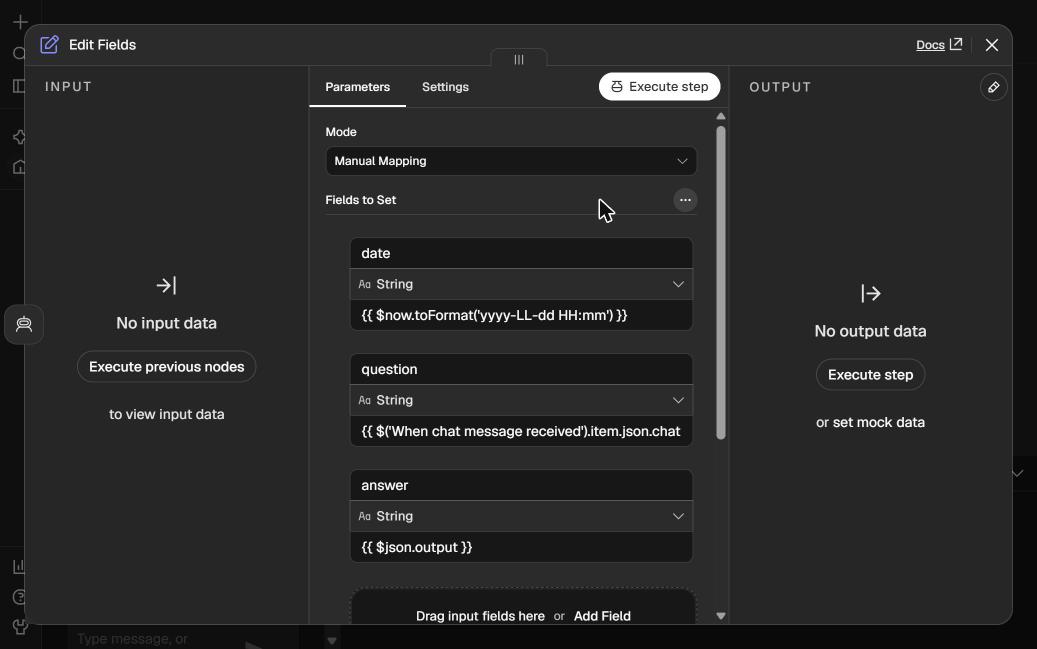 Edit Fields
Docs
INPUT
Parameters
Settings
Execute step
OUTPUT
Mode
Manual Mapping
Fields to Set
date
Aa String
{{ $now.toFormat('yyyy-LL-dd HH:mm') }}
question
Aa String
{{ $('When chat message received').item.json.chat
answer
Aa String
{{ $json.output }}
Drag input fields here or Add Field
No input data
Execute previous nodes
to view input data
No output data
Execute step
or set mock data
Type message, or